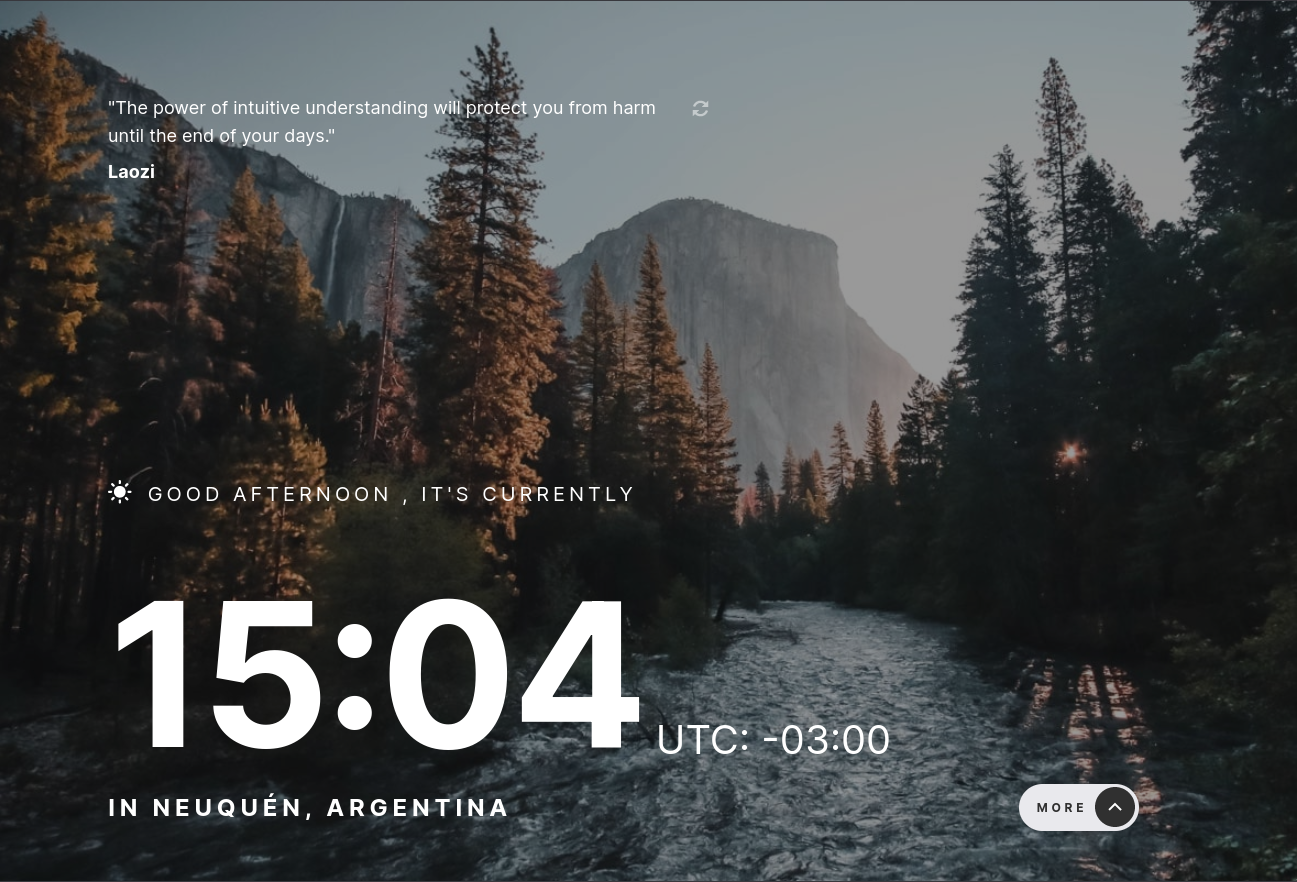 "The power of intuitive understanding will protect you from harm
until the end of your days."
Laozi
GOOD AFTERNOON , IT'S CURRENTLY
15:04 UTC: -03:00
IN NEUQUÉN, ARGENTINA
MORE